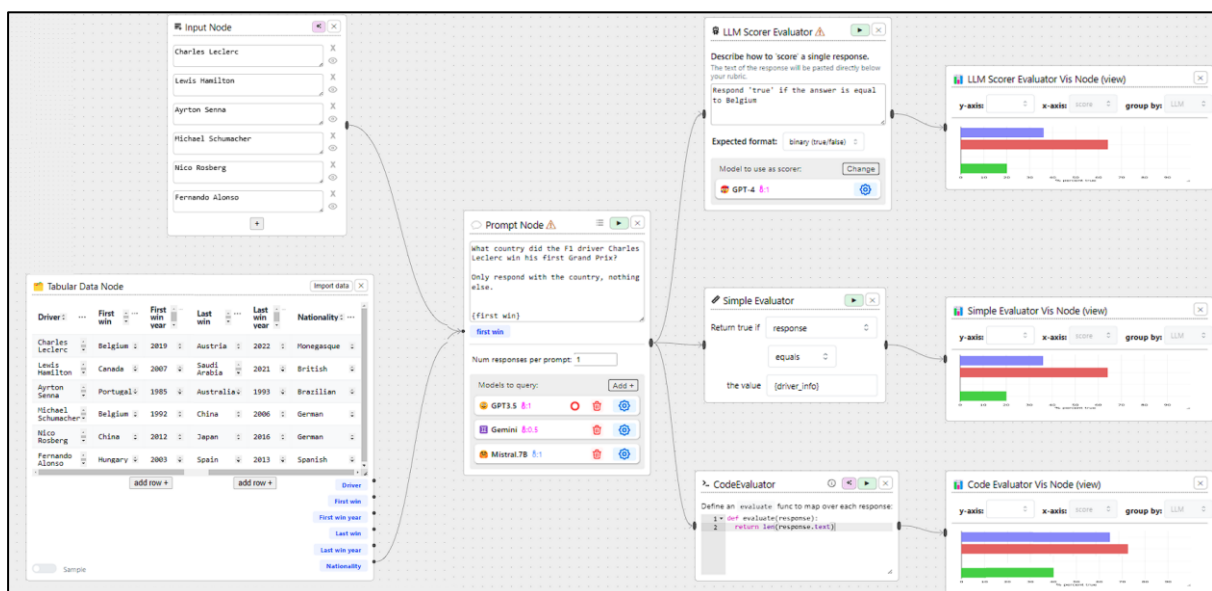 Input Node
Charles Leclerc
Lewis Hamilton
Ayrton Senna
Michael Schumacher
Nico Rosberg
Fernando Alonso
+
Tabular Data Node
Import data
Driver First win First win year Last win Last win year Nationality
Charles Leclerc Belgium 2019 Austria 2022 Monegasque
Lewis Hamilton Canada 2007 Saudi Arabia 2021 British
Ayrton Senna Portugal 1985 Australia 1993 Brazilian
Michael Schumacher Belgium 1992 China 2006 German
Nico Rosberg China 2012 Japan 2016 German
Fernando Alonso Hungary 2003 Spain 2013 Spanish
add row +
add row +
Driver
First win
First win year
Last win
Last win year
Nationality
Sample
Prompt Node
What country did the F1 driver Charles
Leclerc win his first Grand Prix?
Only respond with the country, nothing
else.
{first win}
first win
Num responses per prompt: 1
Models to query:
Add +
GPT3.5 1
Gemini 0.5
Mistral.7B 1
LLM Scorer Evaluator
Describe how to 'score' a single response.
The text of the response will be pasted directly below
your rubric.
Respond "true" if the answer is equal
to Belgium
Expected format: binary (true/false)
Model to use as scorer:
Change
GPT-4 1
Simple Evaluator
Return true if response
equals
the value {driver_info}
CodeEvaluator
Define an evaluate func to map over each response:
1 def evaluate(response):
2 return len(response.text)
LLM Scorer Evaluator Vis Node (view)
y-axis: x-axis: score group by: LLM
Simple Evaluator Vis Node (view)
y-axis: x-axis: score group by: LLM
Code Evaluator Vis Node (view)
y-axis: x-axis: score group by: LLM